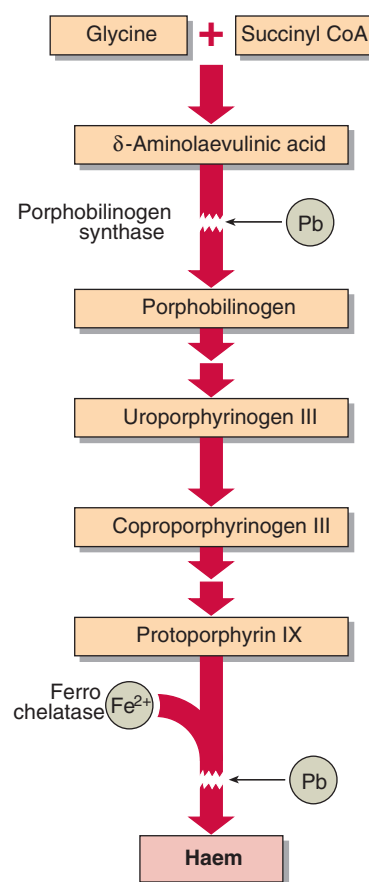 Glycine + Succinyl CoA
δ-Aminolaevulinic acid
Porphobilinogen
synthase
Pb
Porphobilinogen
Uroporphyrinogen III
Coproporphyrinogen III
Protoporphyrin IX
Ferro
chelatase
Fe²⁺
Pb
Haem